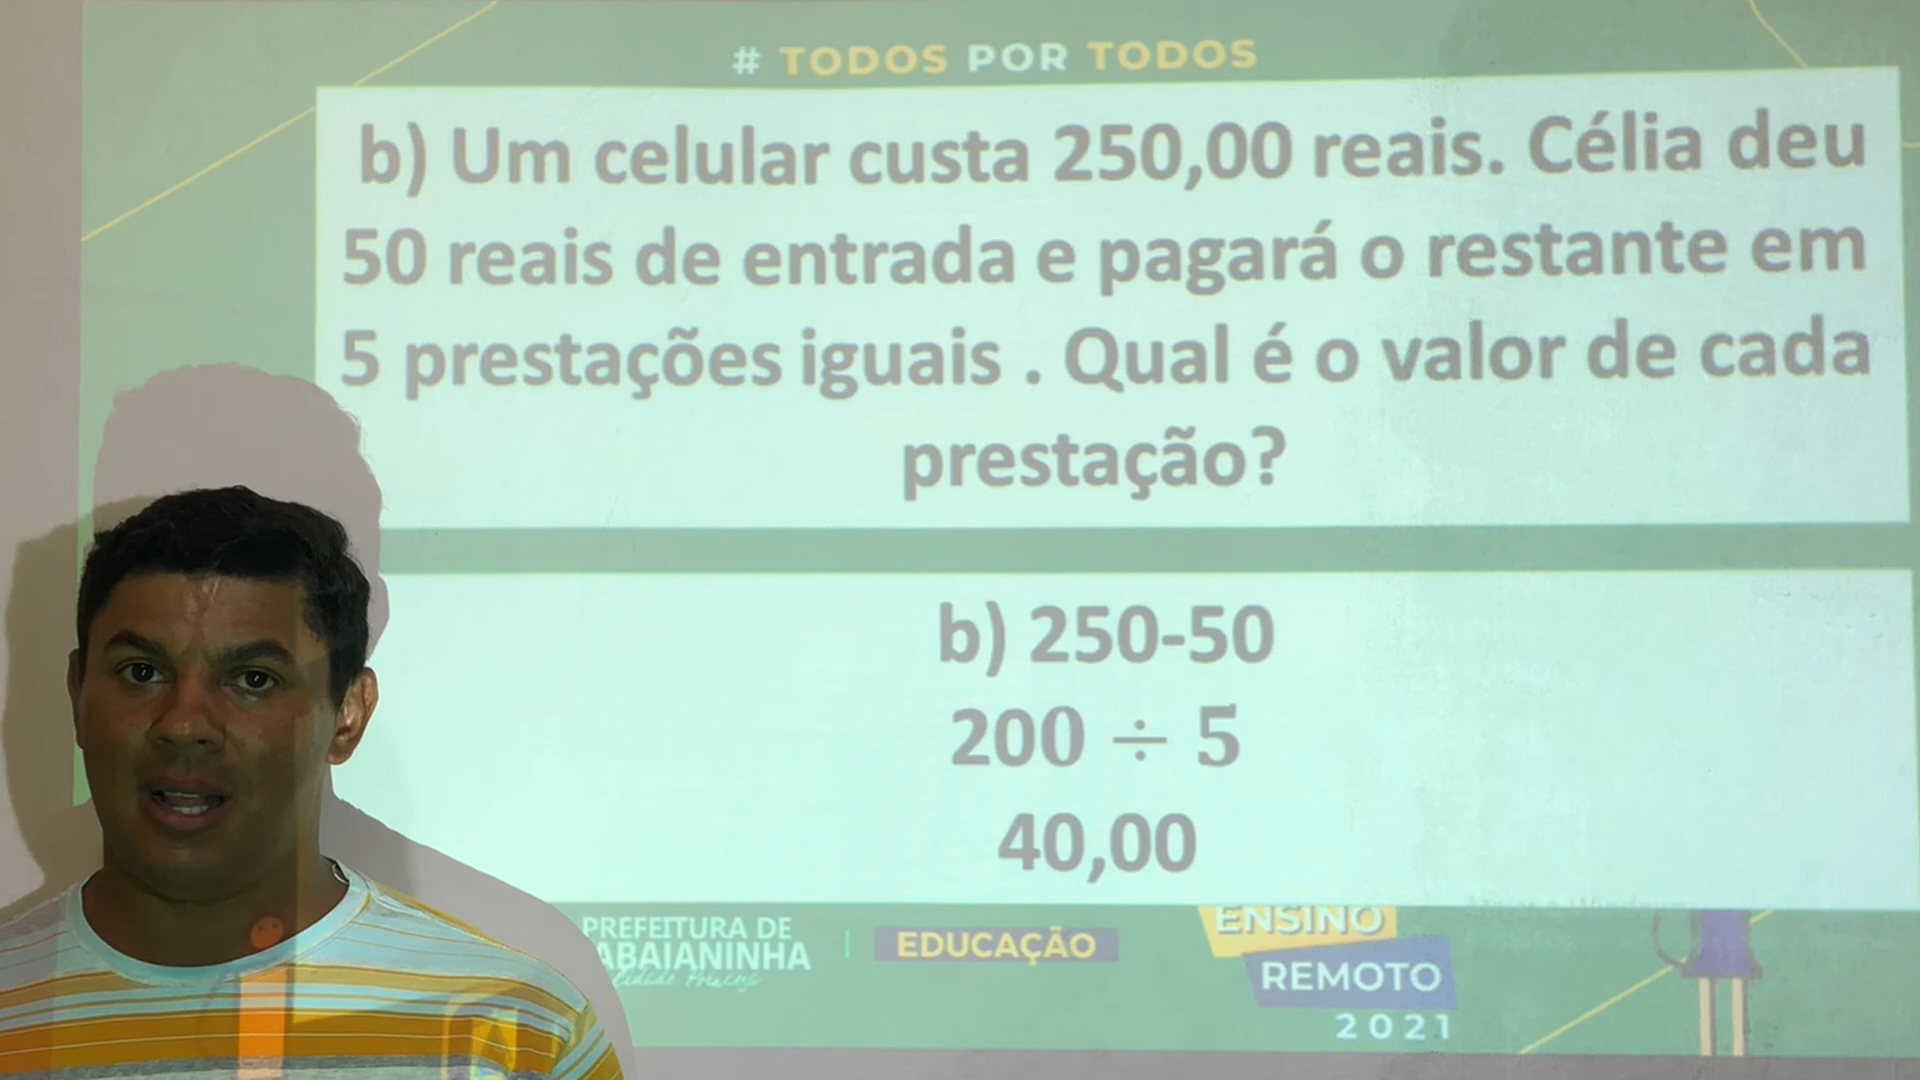 # TODOS POR TODOS
b) Um celular custa 250,00 reais. Célia deu
50 reais de entrada e pagará o restante em
5 prestações iguais . Qual é o valor de cada
prestação?
b) 250-50
200 ÷ 5
40,00
PREFEITURA DE
ABAIANINHA
EDUCAÇÃO
ENSINO
REMOTO
2021